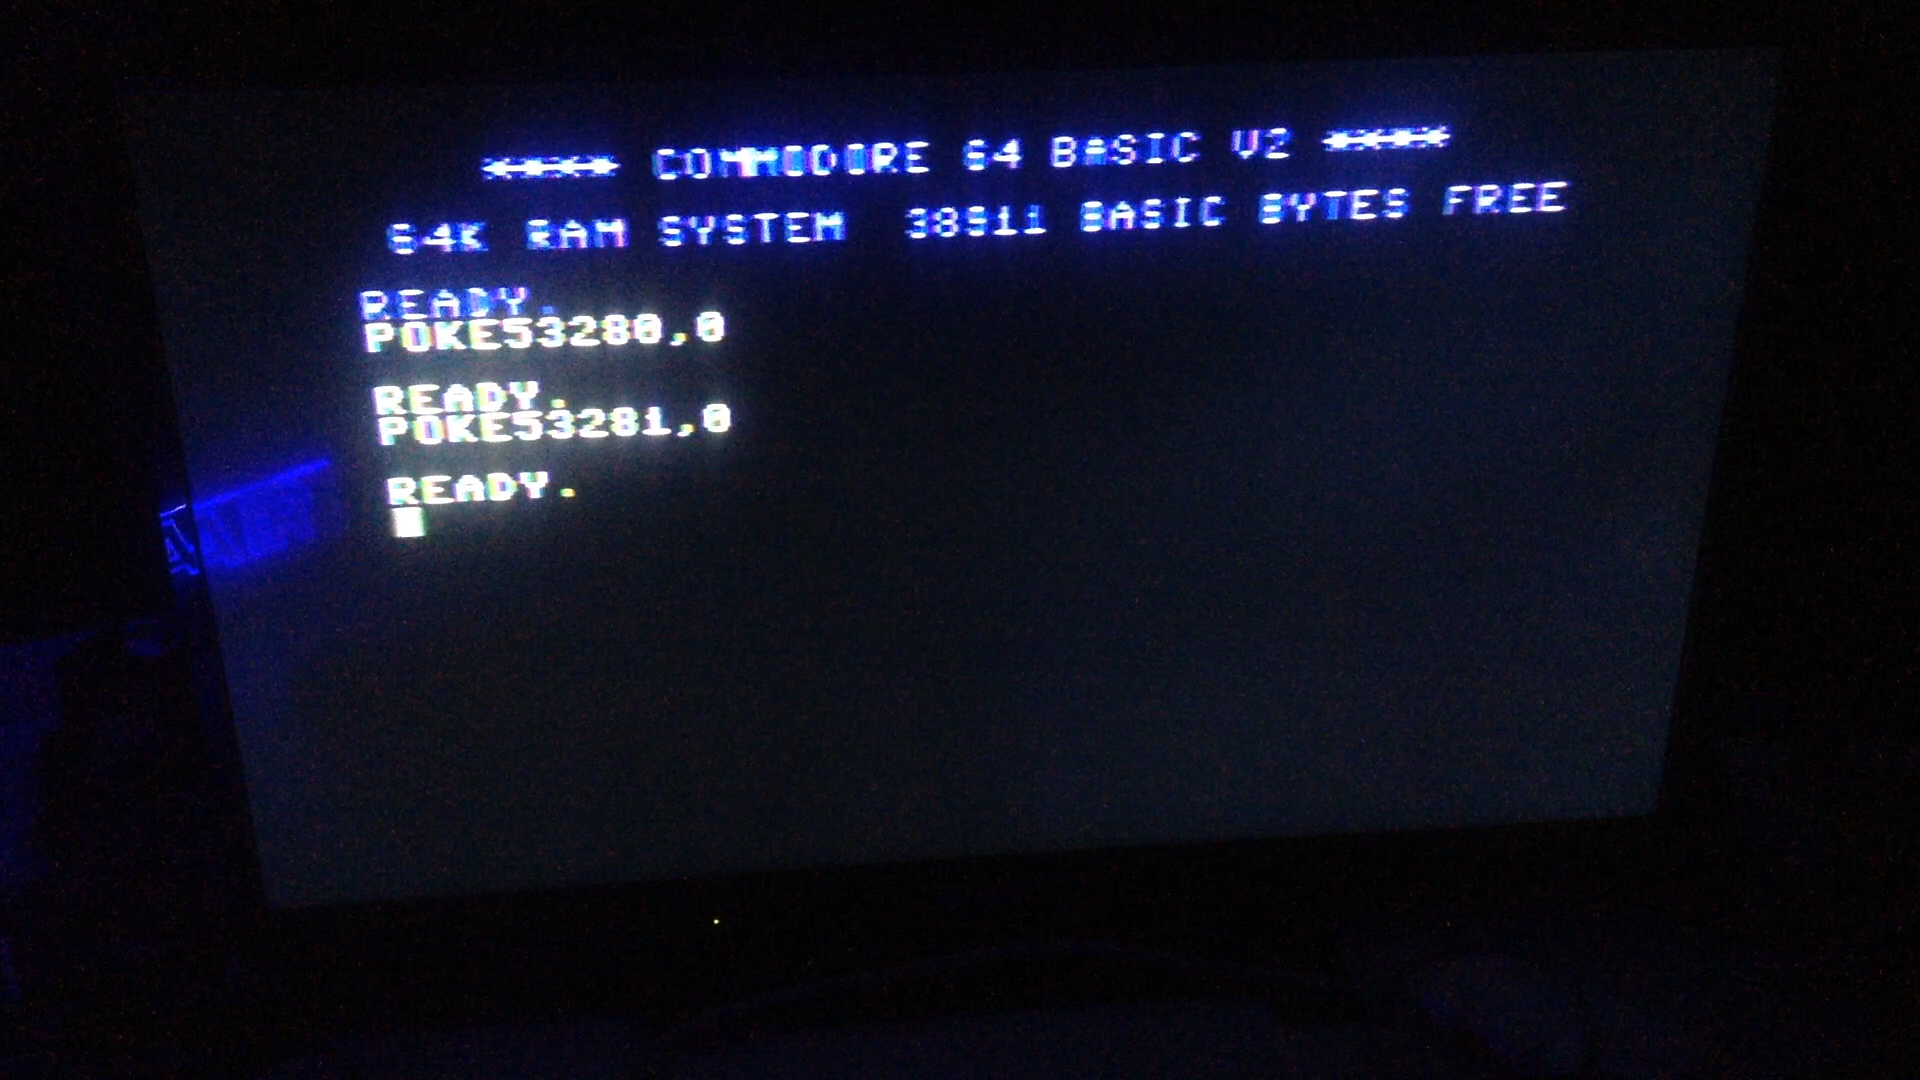 **** COMMODORE 64 BASIC V2 ****
64K RAM SYSTEM  38911 BASIC BYTES FREE
READY.
POKE53280,0
READY.
POKE53281,0
READY.